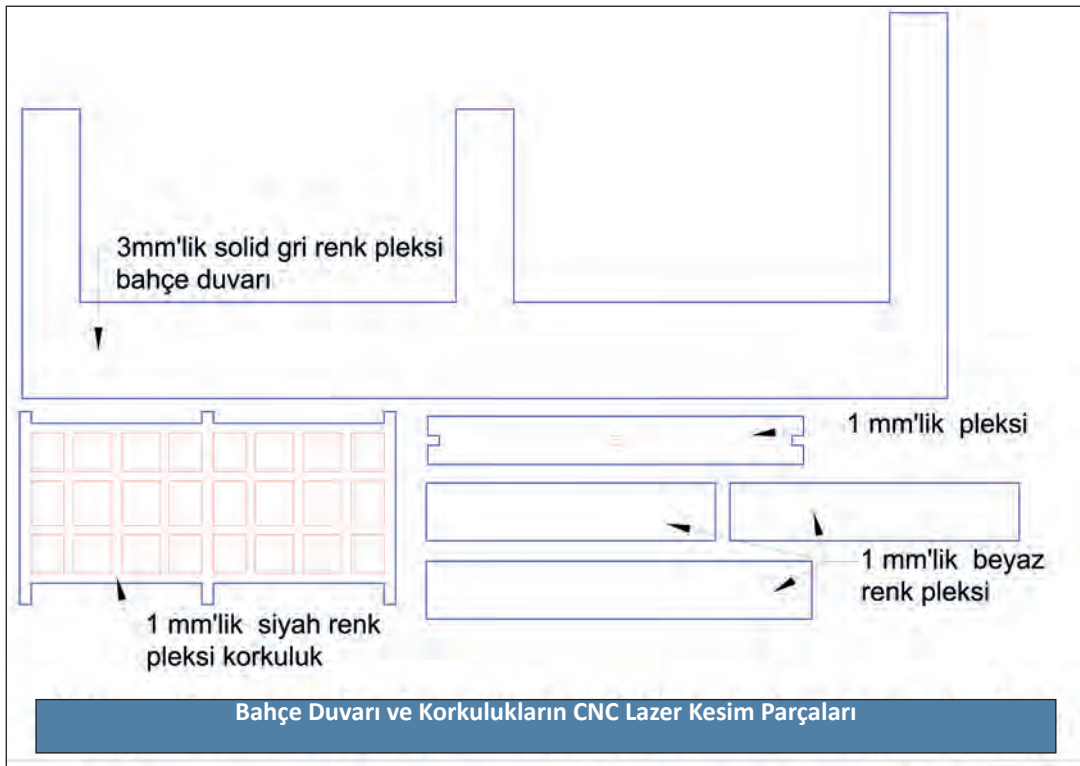 3mm'lik solid gri renk pleksi
bahçe duvarı
1 mm'lik pleksi
1 mm'lik beyaz
renk pleksi
1 mm'lik siyah renk
pleksi korkuluk
Bahçe Duvarı ve Korkulukların CNC Lazer Kesim Parçaları